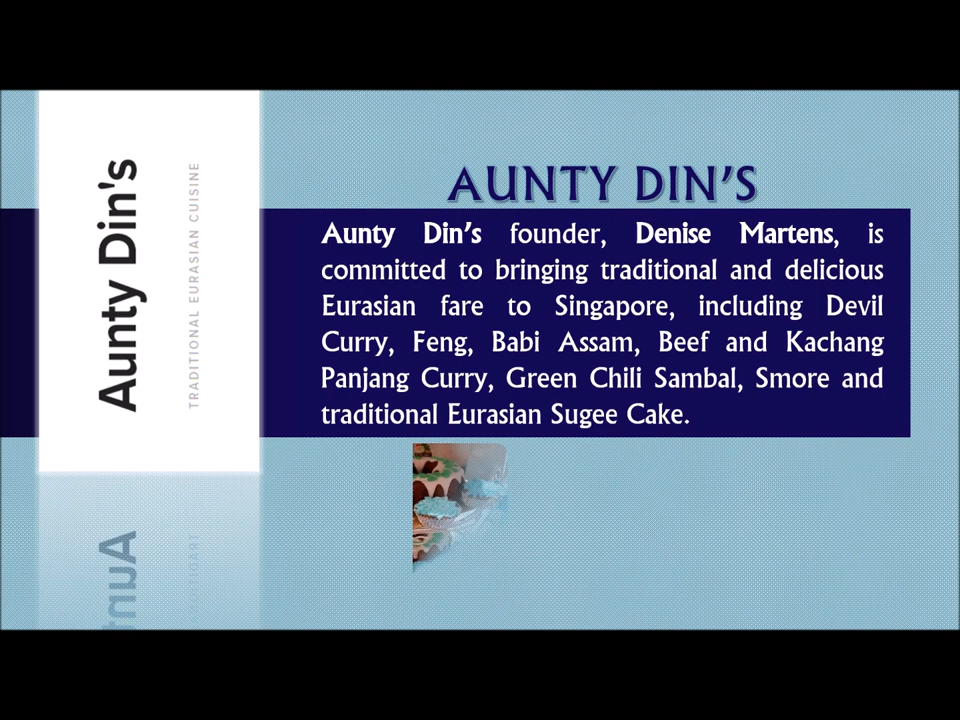 Aunty Din's
TRADITIONAL EURASIAN CUISINE
AUNTY DIN'S
Aunty Din's founder, Denise Martens, is
committed to bringing traditional and delicious
Eurasian fare to Singapore, including Devil
Curry, Feng, Babi Assam, Beef and Kachang
Panjang Curry, Green Chili Sambal, Smore and
traditional Eurasian Sugee Cake.